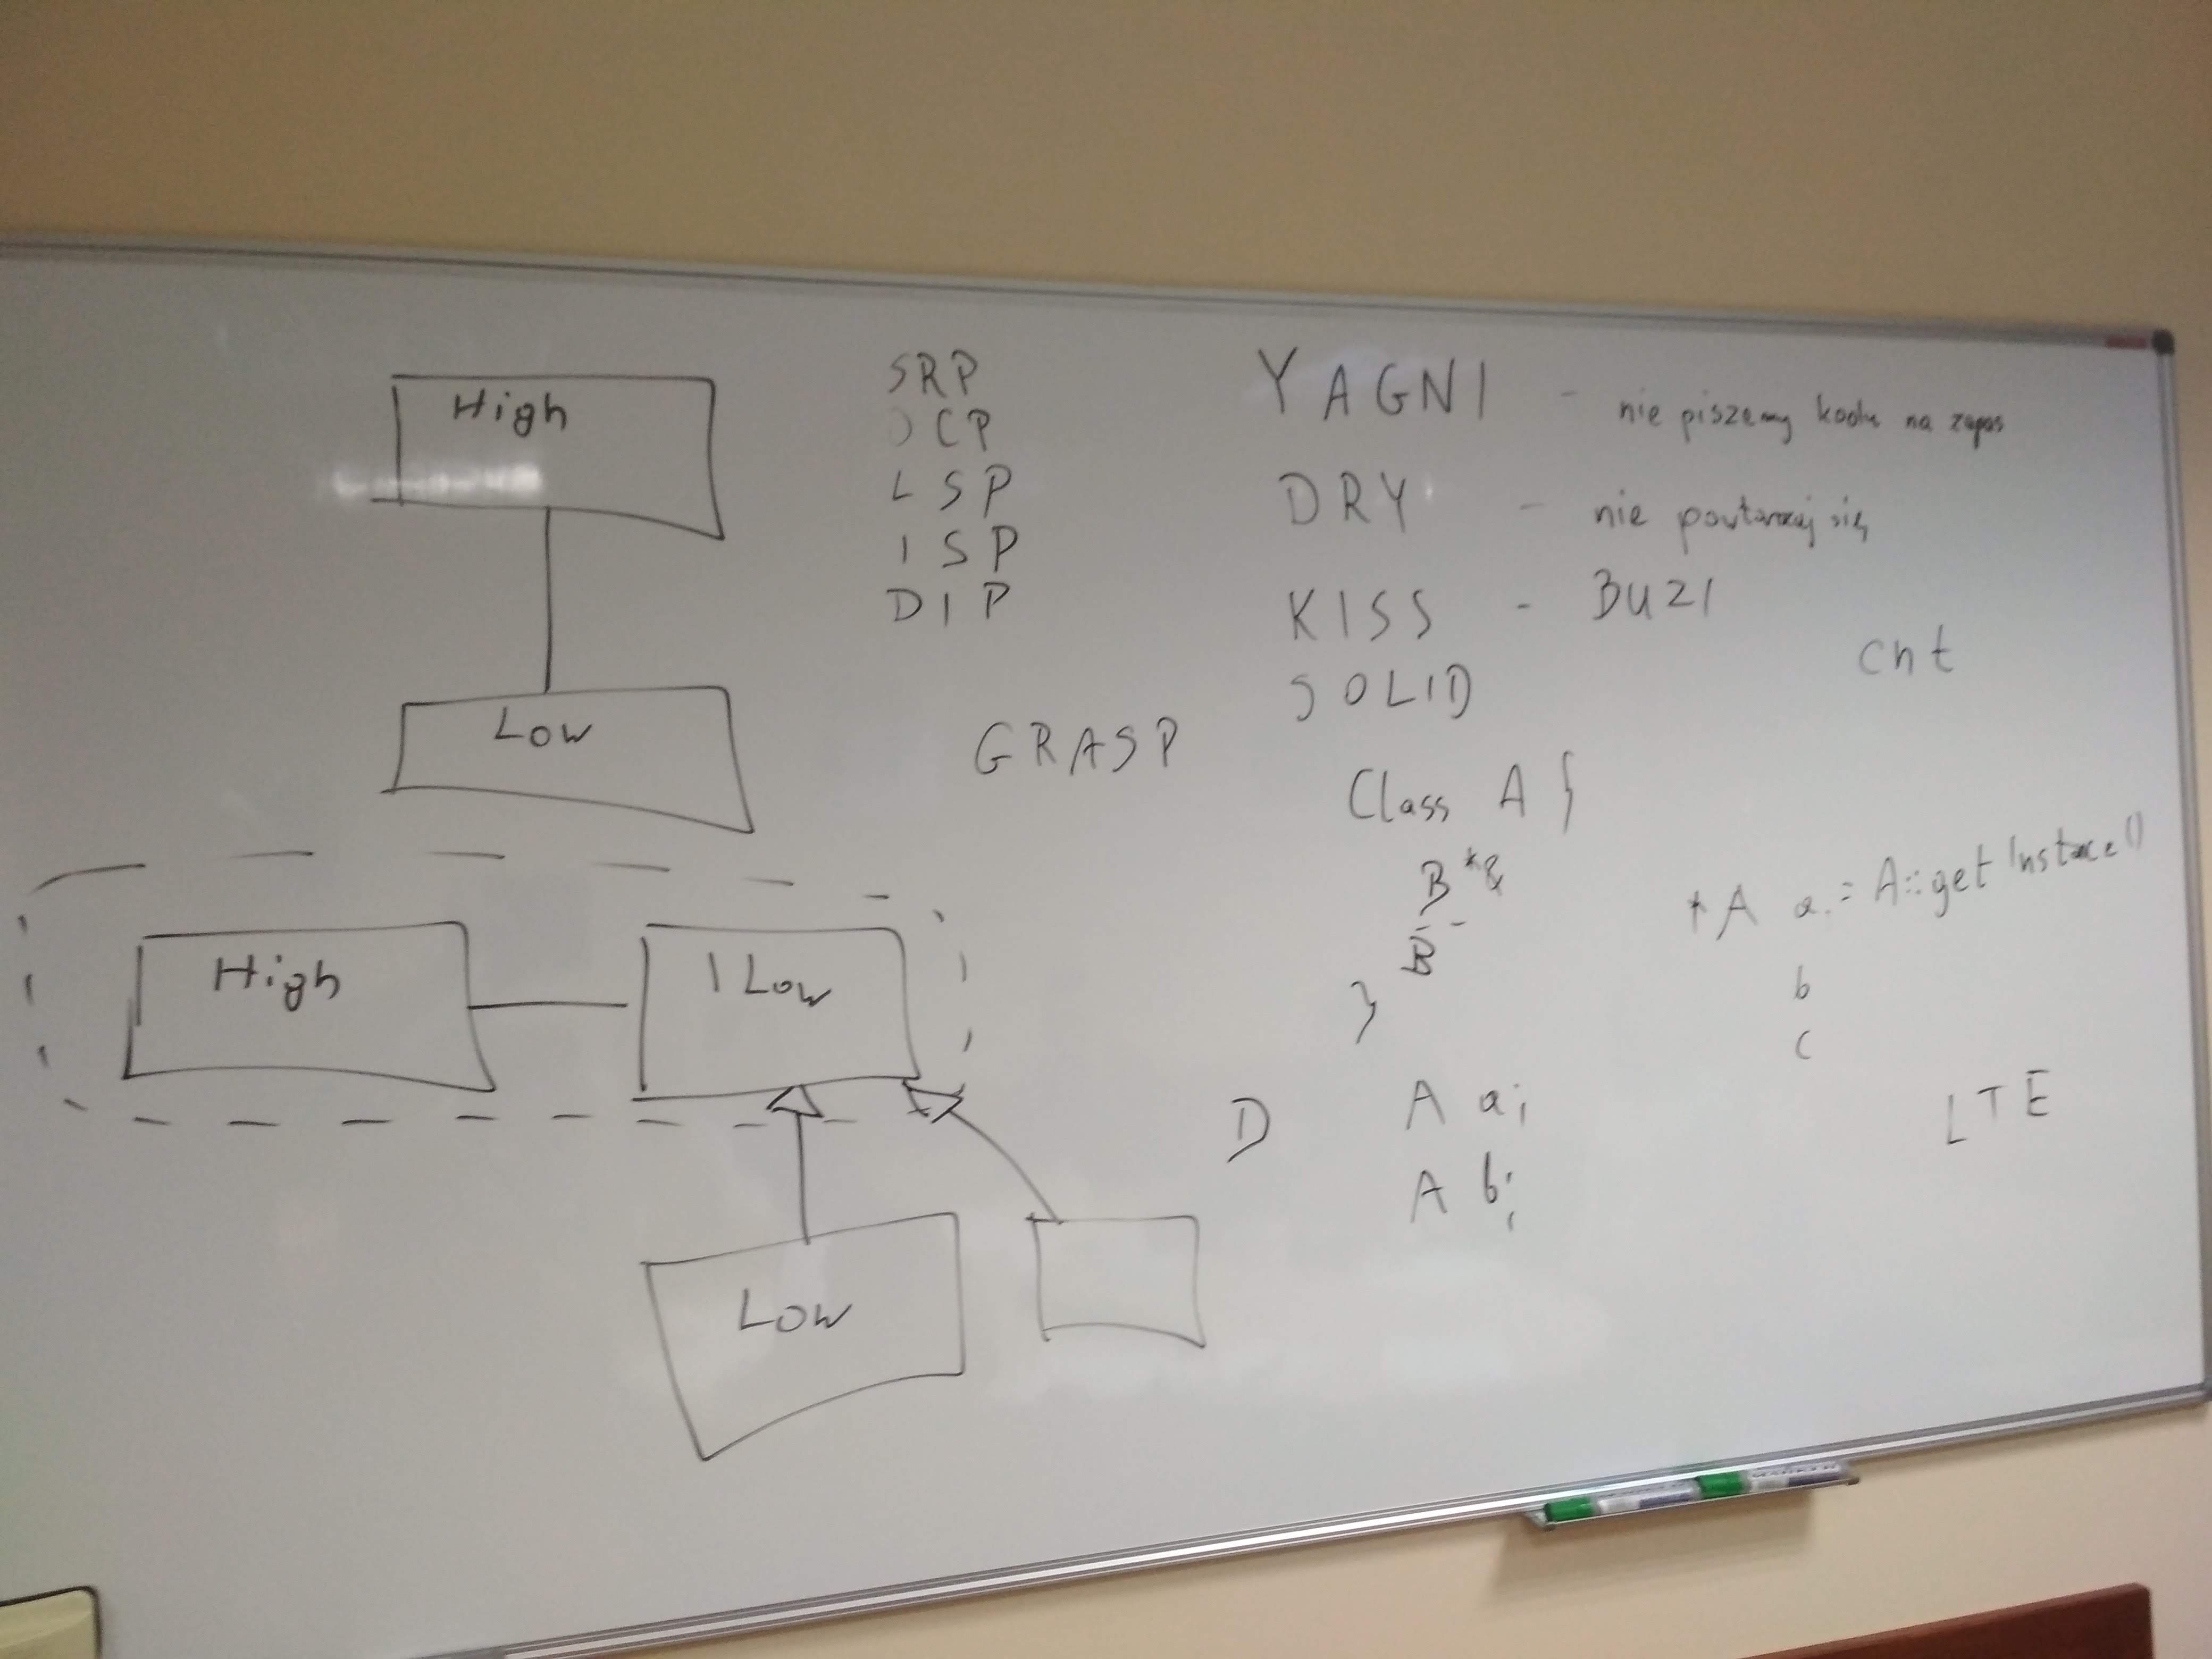 High
Low
High
I Low
Low
SRP
OCP
LSP
ISP
DIP
GRASP
YAGNI - nie piszemy kodu na zapas
DRY - nie powtarzaj się
KISS - BUZI
SOLID
cnt
Class A {
B *&
}
* A a = A::getInstance()
b
c
D
A a;
A b;
LTE